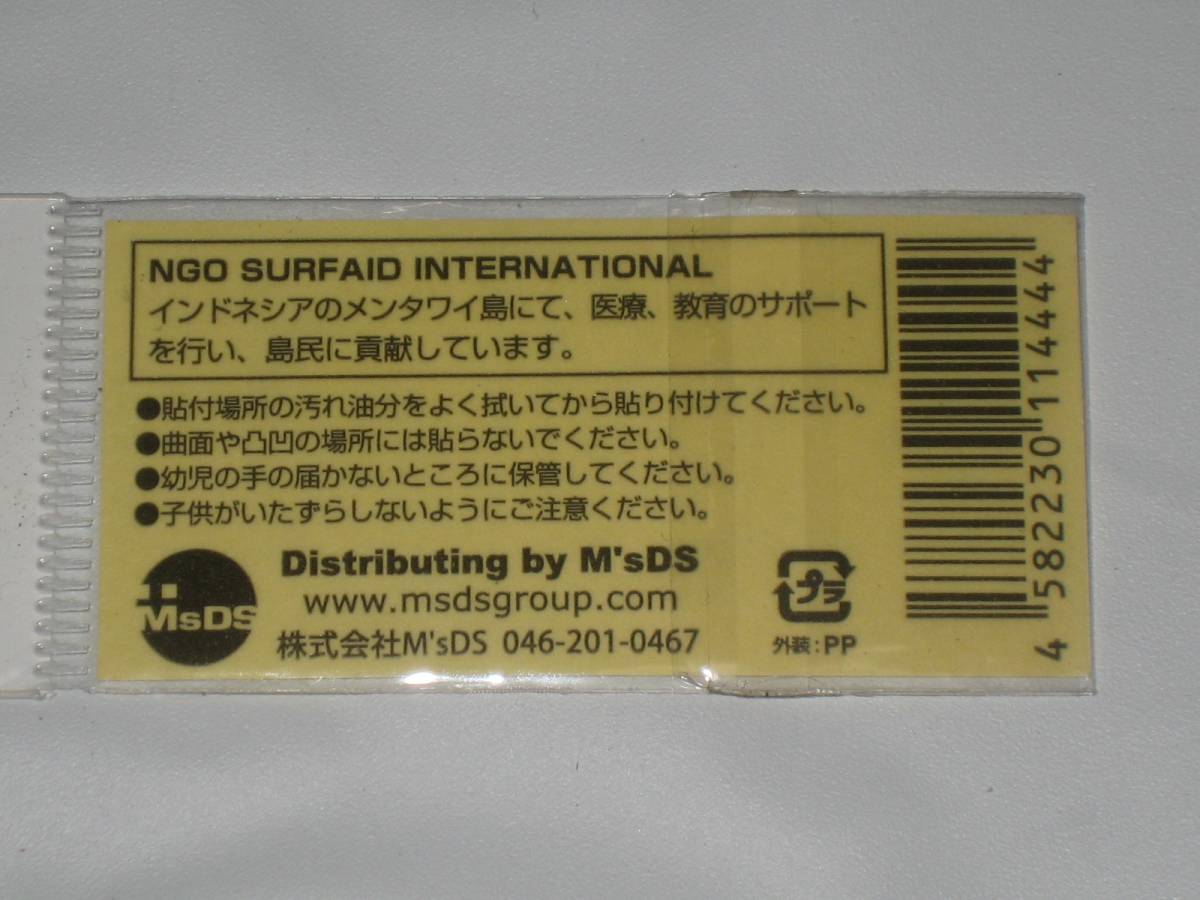 NGO SURFAID INTERNATIONAL
インドネシアのメンタワイ島にて、医療、教育のサポート
を行い、島民に貢献しています。
●貼付場所の汚れ油分をよく拭いてから貼り付けてください。
●曲面や凸凹の場所には貼らないでください。
●幼児の手の届かないところに保管してください。
●子供がいたずらしないようにご注意ください。
MsDS
Distributing by M'sDS
www.msdsgroup.com
株式会社M'sDS 046-201-0467
プラ
外装:PP
4 582230 114444